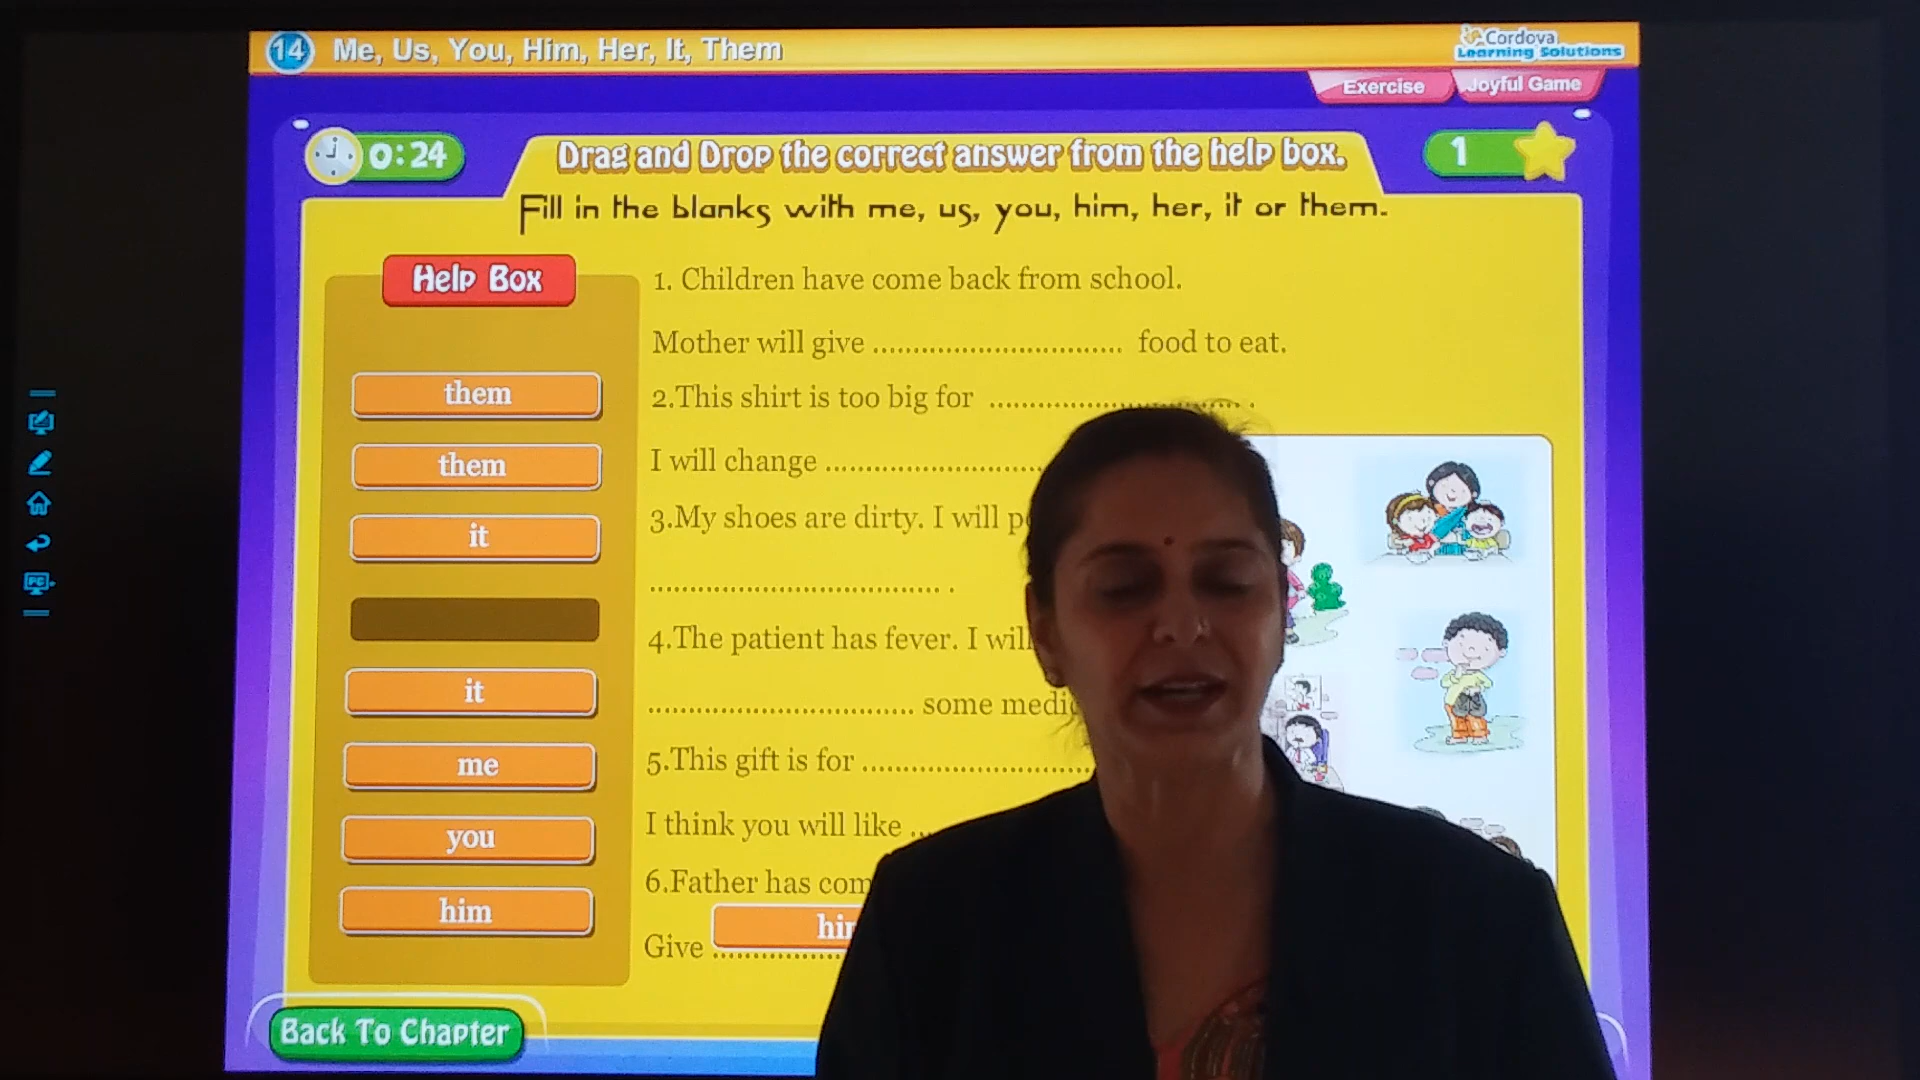 14 Me, Us, You, Him, Her, It, Them
Cordova
Learning Solutions
Exercise
Joyful Game
0:24
Drag and Drop the correct answer from the help box.
1
Fill in the blanks with me, us, you, him, her, it or them.
Help Box
them
them
it
it
me
you
him
1. Children have come back from school.
Mother will give .............................. food to eat.
2.This shirt is too big for .............................. .
I will change ..........................
3.My shoes are dirty. I will
.................................... .
4.The patient has fever. I will
................................ some
5.This gift is for ............................
I think you will like ..
6.Father has
Give
Back To Chapter
PC